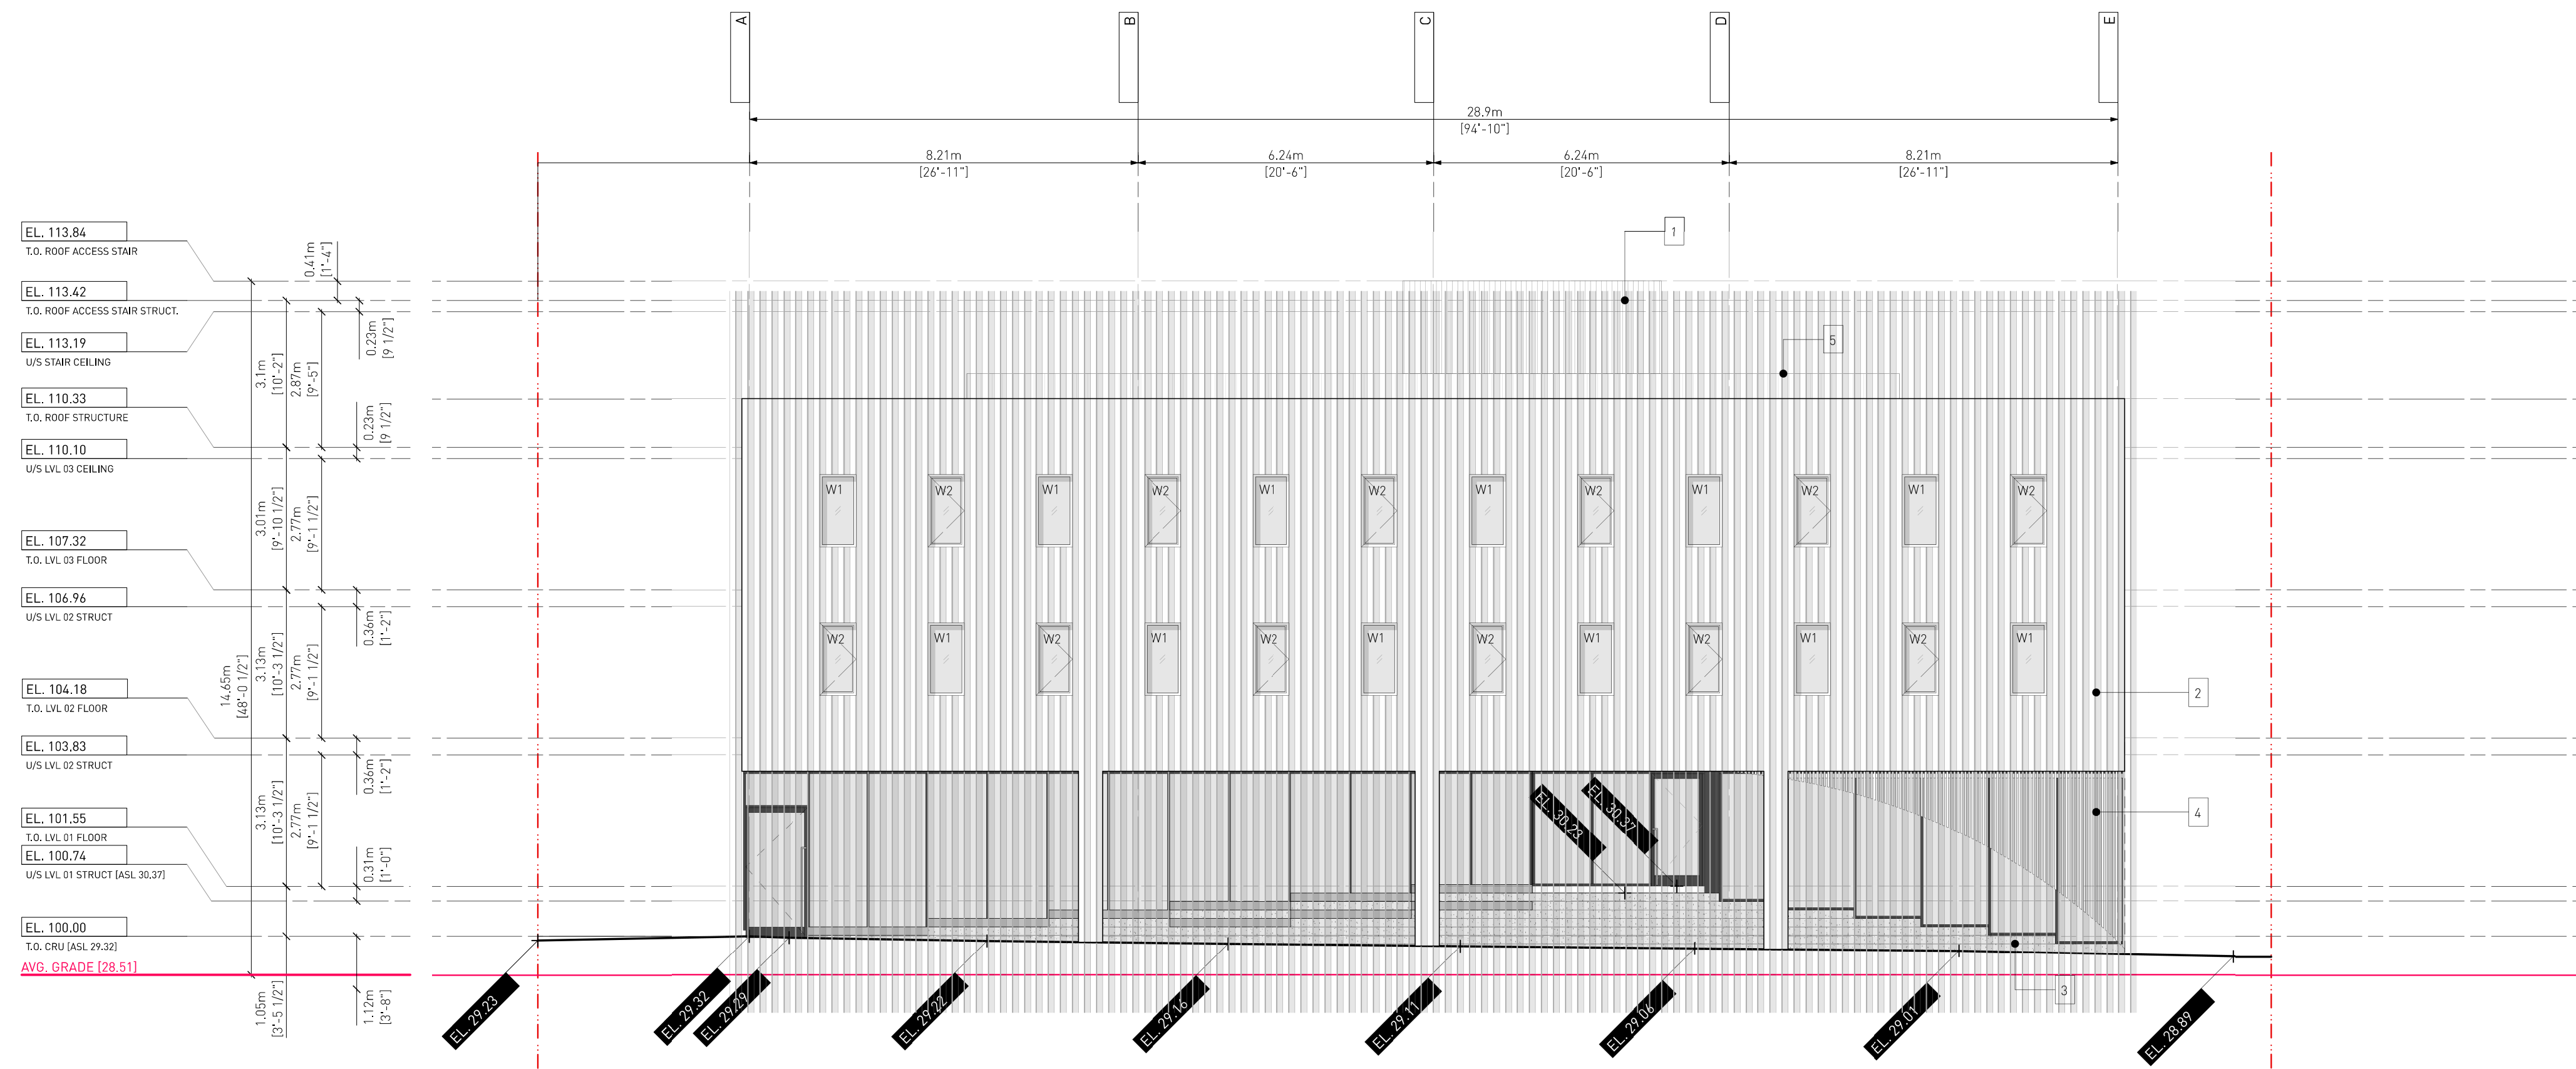 A
B
C
D
E
28.9m
[94'-10"]
8.21m
[26'-11"]
6.24m
[20'-6"]
6.24m
[20'-6"]
8.21m
[26'-11"]
EL. 113.84
T.O. ROOF ACCESS STAIR
EL. 113.42
T.O. ROOF ACCESS STAIR STRUCT.
EL. 113.19
U/S STAIR CEILING
EL. 110.33
T.O. ROOF STRUCTURE
EL. 110.10
U/S LVL 03 CEILING
EL. 107.32
T.O. LVL 03 FLOOR
EL. 106.96
U/S LVL 02 STRUCT
EL. 104.18
T.O. LVL 02 FLOOR
EL. 103.83
U/S LVL 02 STRUCT
EL. 101.55
T.O. LVL 01 FLOOR
EL. 100.74
U/S LVL 01 STRUCT [ASL 30.37]
EL. 100.00
T.O. CRU [ASL 29.32]
AVG. GRADE [28.51]
14.65m
[48'-0 1/2"]
3.1m
[10'-2"]
3.01m
[9'-10 1/2"]
3.13m
[10'-3 1/2"]
3.13m
[10'-3 1/2"]
1.05m
[3'-5 1/2"]
0.41m
[1'-4"]
2.87m
[9'-5"]
2.77m
[9'-1 1/2"]
2.77m
[9'-1 1/2"]
2.77m
[9'-1 1/2"]
0.23m
[9 1/2"]
0.23m
[9 1/2"]
0.36m
[1'-2"]
0.36m
[1'-2"]
0.31m
[1'-0"]
1.12m
[3'-8"]
1
5
W1
W2
W1
W2
W1
W2
W1
W2
W1
W2
W1
W2
W2
W1
W2
W1
W2
W1
W2
W1
W2
W1
W2
W1
2
4
3
EL. 30.23
EL. 30.37
EL. 29.23
EL. 29.32
EL. 29.29
EL. 29.22
EL. 29.16
EL. 29.11
EL. 29.06
EL. 29.01
EL. 28.89